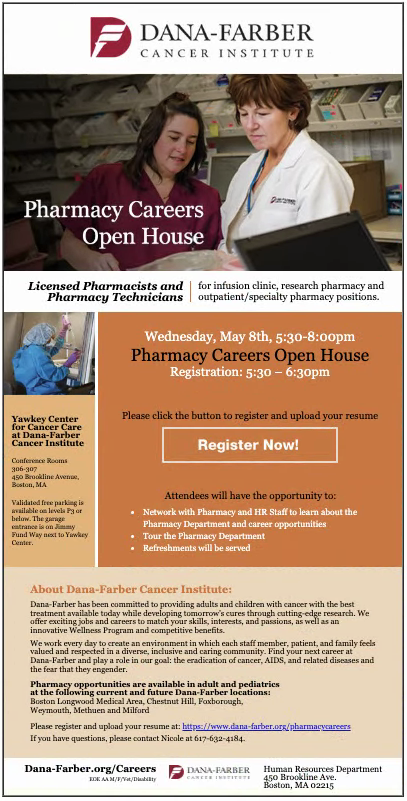 DANA-FARBER
CANCER INSTITUTE
Pharmacy Careers
Open House
Licensed Pharmacists and
Pharmacy Technicians
for infusion clinic, research pharmacy and
outpatient/specialty pharmacy positions.
Wednesday, May 8th, 5:30-8:00pm
Pharmacy Careers Open House
Registration: 5:30 – 6:30pm
Please click the button to register and upload your resume
Register Now!
Attendees will have the opportunity to:
• Network with Pharmacy and HR Staff to learn about the
Pharmacy Department and career opportunities
• Tour the Pharmacy Department
• Refreshments will be served
Yawkey Center
for Cancer Care
at Dana-Farber
Cancer Institute
Conference Rooms
306-307
450 Brookline Avenue,
Boston, MA
Validated free parking is
available on levels P3 or
below. The garage
entrance is on Jimmy
Fund Way next to Yawkey
Center.
About Dana-Farber Cancer Institute:
Dana-Farber has been committed to providing adults and children with cancer with the best
treatment available today while developing tomorrow's cures through cutting-edge research. We
offer exciting jobs and careers to match your skills, interests, and passions, as well as an
innovative Wellness Program and competitive benefits.
We work every day to create an environment in which each staff member, patient, and family feels
valued and respected in a diverse, inclusive and caring community. Find your next career at
Dana-Farber and play a role in our goal: the eradication of cancer, AIDS, and related diseases and
the fear that they engender.
Pharmacy opportunities are available in adult and pediatrics
at the following current and future Dana-Farber locations:
Boston Longwood Medical Area, Chestnut Hill, Foxborough,
Weymouth, Methuen and Milford
Please register and upload your resume at: https://www.dana-farber.org/pharmacycareers
If you have questions, please contact Nicole at 617-632-4184.
Dana-Farber.org/Careers
EOE AA M/F/Vet/Disability
DANA-FARBER
CANCER INSTITUTE
Human Resources Department
450 Brookline Ave.
Boston, MA 02215